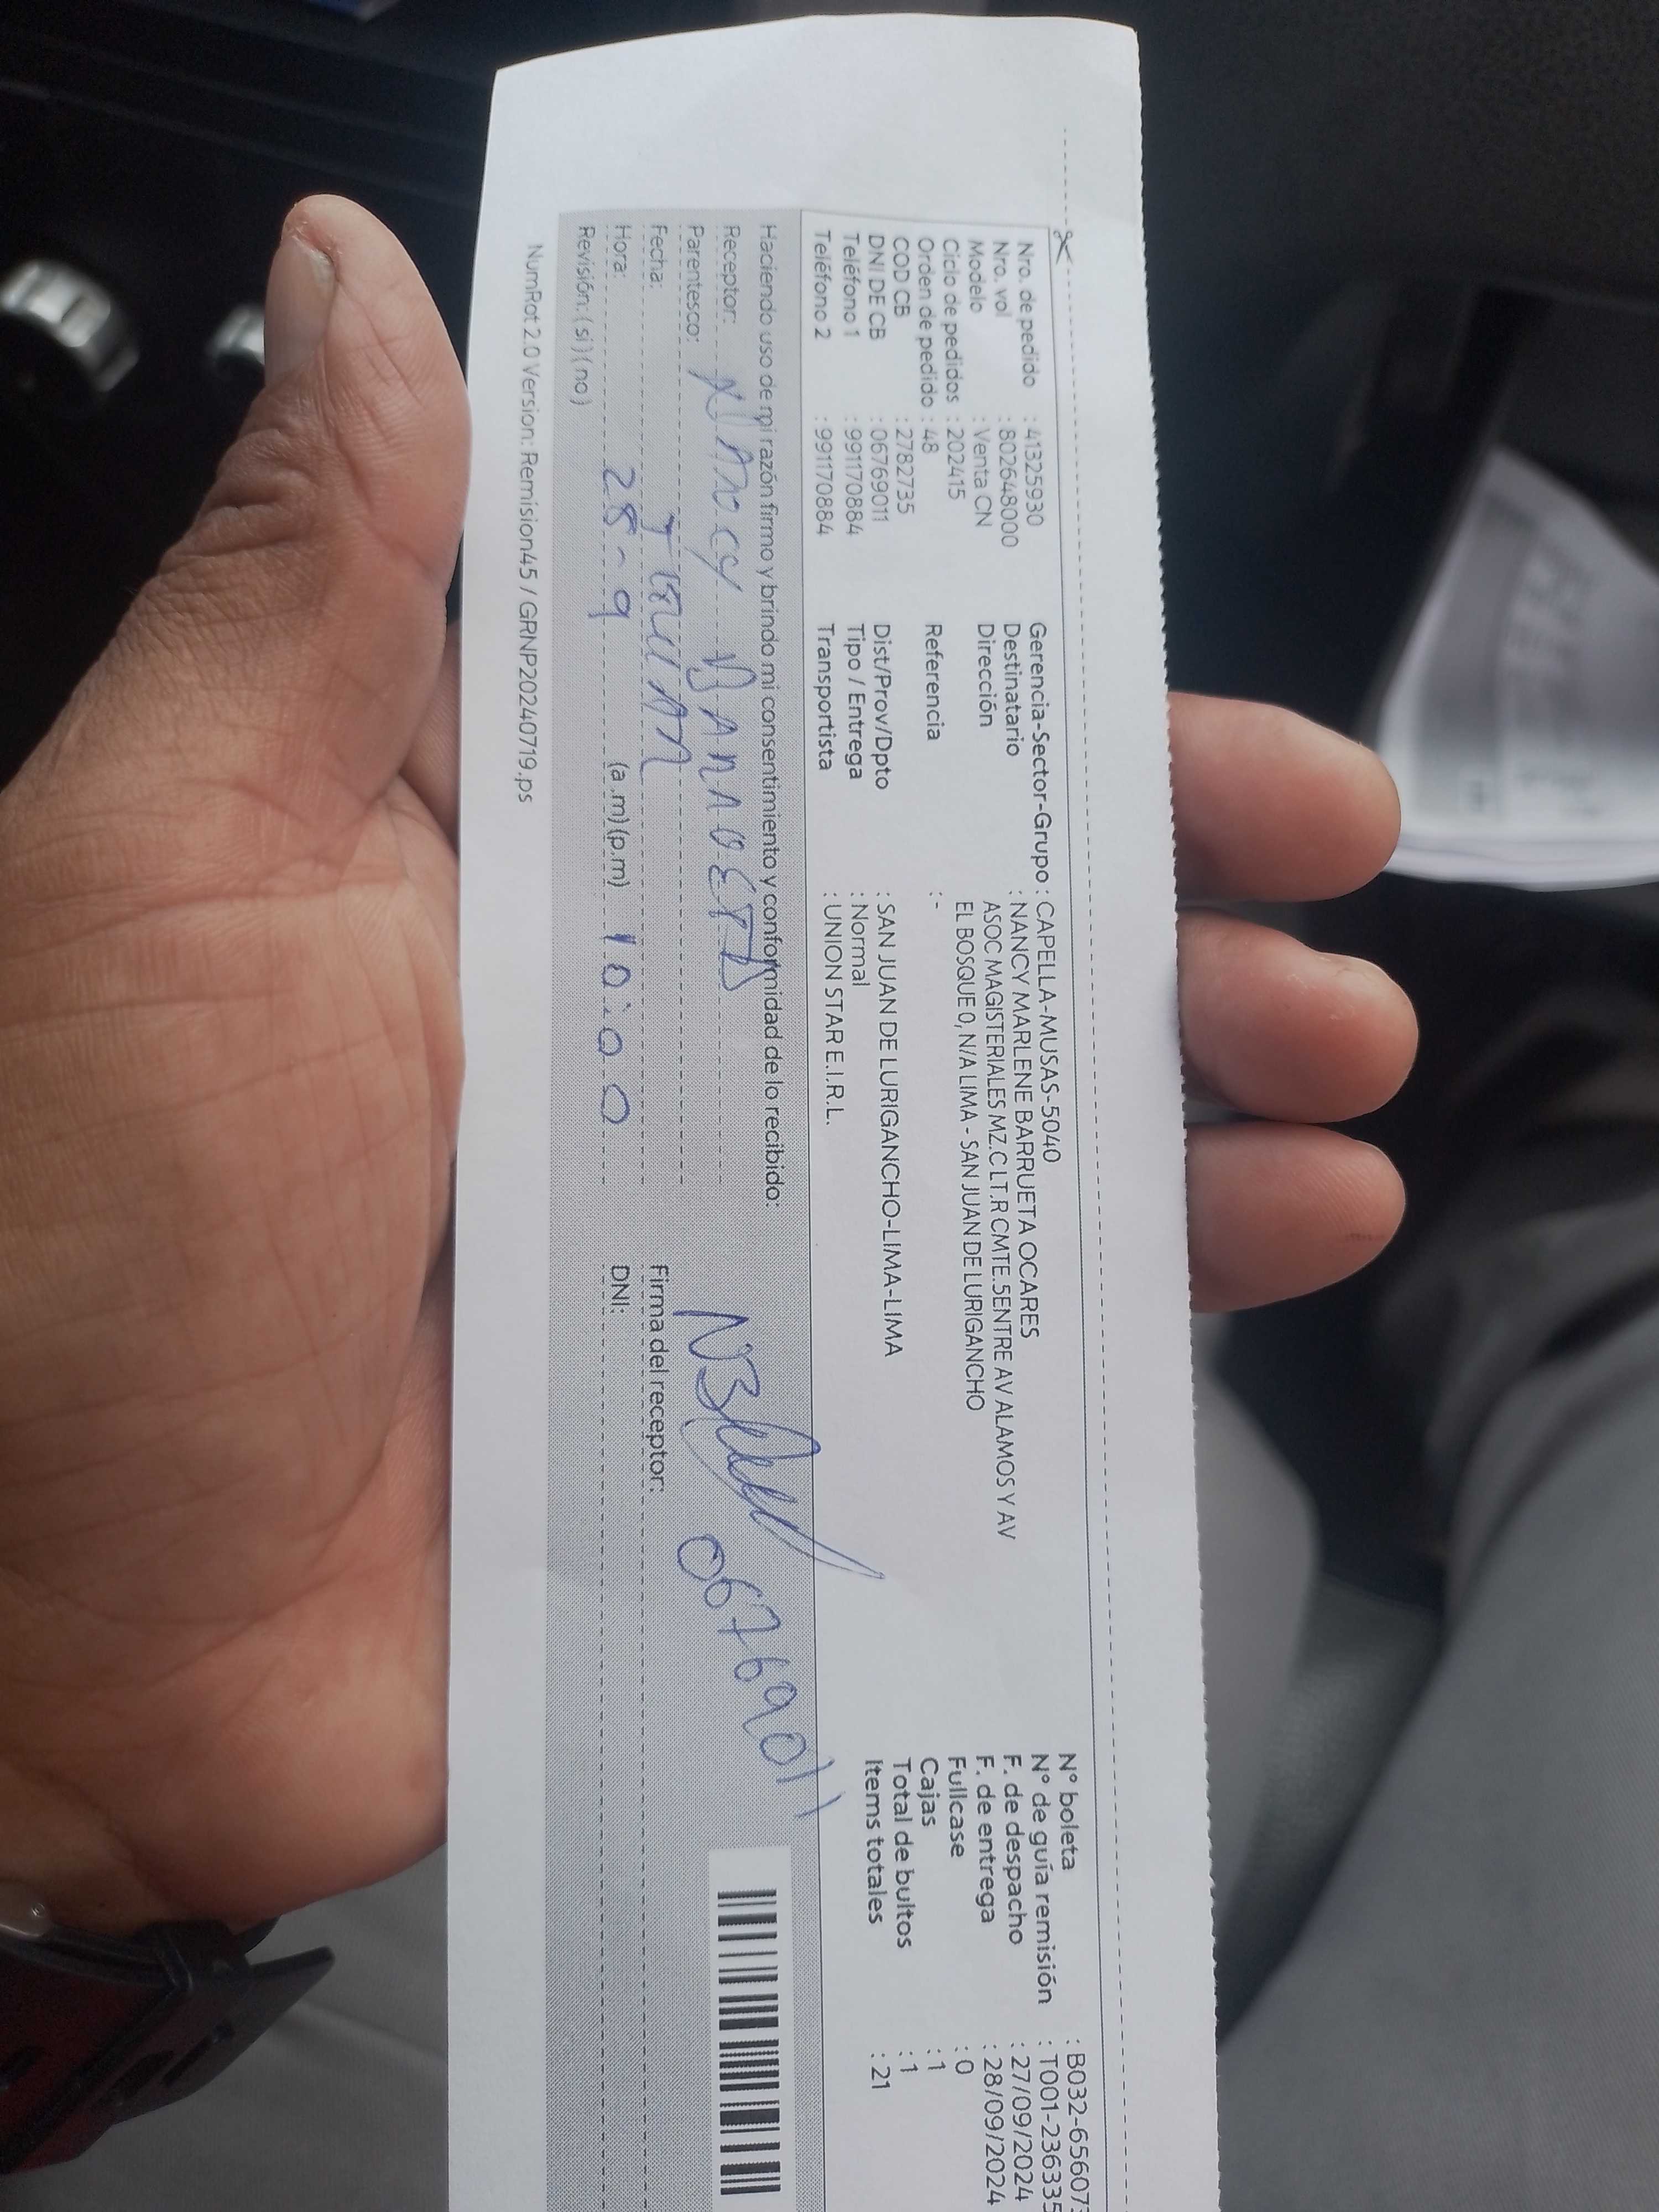 Nro. de pedido : 41325930
Nro. vol : 802648000
Modelo : Venta CN
Ciclo de pedidos : 202415
Orden de pedido : 48
COD CB : 2782735
DNI DE CB : 06769011
Teléfono 1 : 991170884
Teléfono 2 : 991170884
Gerencia-Sector-Grupo : CAPELLA-MUSAS-5040
Destinatario : NANCY MARLENE BARRUETA OCARES
Dirección ASOC MAGISTERIALES MZ.C LT.R CMTE.5ENTRE AV ALAMOS Y AV
EL BOSQUE 0, N/A LIMA - SAN JUAN DE LURIGANCHO
Referencia : -
Dist/Prov/Dpto : SAN JUAN DE LURIGANCHO-LIMA-LIMA
Tipo / Entrega : Normal
Transportista : UNION STAR E.I.R.L.
N° boleta : B032-656607
N° de guía remisión : T001-236335
F. de despacho : 27/09/2024
F. de entrega : 28/09/2024
Fullcase : 0
Cajas : 1
Total de bultos : 1
Items totales : 21
Haciendo uso de mi razón firmo y brindo mi consentimiento y conformidad de lo recibido:
Receptor: NANCY BARRUETA
Parentesco: Titular
Fecha: 28-9
Hora: (a.m) (p.m) 10:00
Revisión: ( si ) ( no )
06769011
Firma del receptor:
DNI:
NumRot 2.0 Version: Remision45 / GRNP20240719.ps